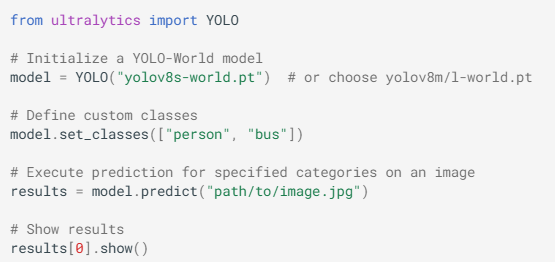 from ultralytics import YOLO
# Initialize a YOLO-World model
model = YOLO("yolov8s-world.pt")  # or choose yolov8m/l-world.pt
# Define custom classes
model.set_classes(["person", "bus"])
# Execute prediction for specified categories on an image
results = model.predict("path/to/image.jpg")
# Show results
results[0].show()